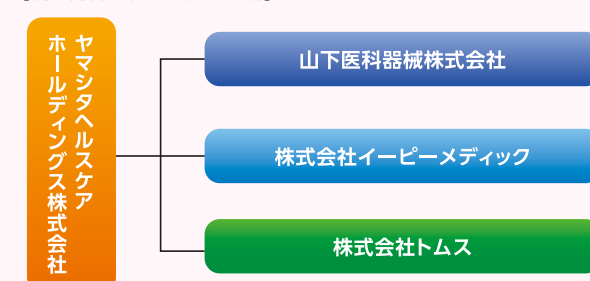 ヤマシタヘルスケア
ホールディングス株式会社
山下医科器械株式会社
株式会社イーピーメディック
株式会社トムス